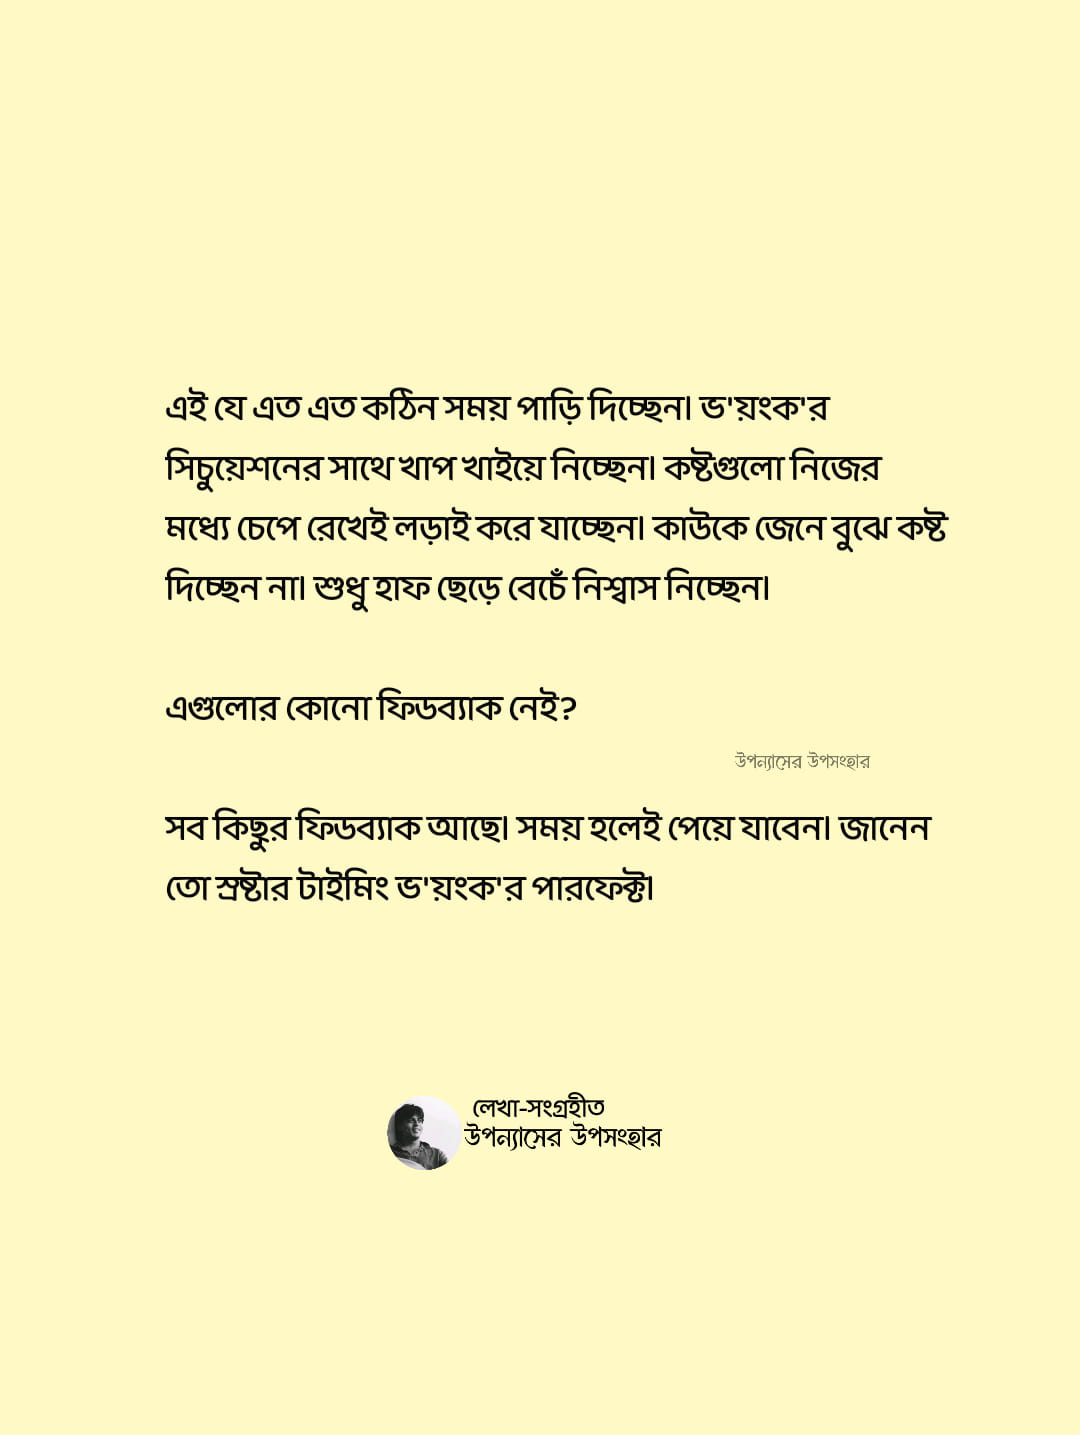 এই যে এত এত কঠিন সময় পাড়ি দিচ্ছেন। ভ'য়ংক'র
সিচুয়েশনের সাথে খাপ খাইয়ে নিচ্ছেন। কষ্টগুলো নিজের
মধ্যে চেপে রেখেই লড়াই করে যাচ্ছেন। কাউকে জেনে বুঝে কষ্ট
দিচ্ছেন না। শুধু হাফ ছেড়ে বেচেঁ নিশ্বাস নিচ্ছেন।
এগুলোর কোনো ফিডব্যাক নেই?
উপন্যাসের উপসংহার
সব কিছুর ফিডব্যাক আছে। সময় হলেই পেয়ে যাবেন। জানেন
তো স্রষ্টার টাইমিং ভ'য়ংক'র পারফেক্ট।
লেখা-সংগ্রহীত
উপন্যাসের উপসংহার